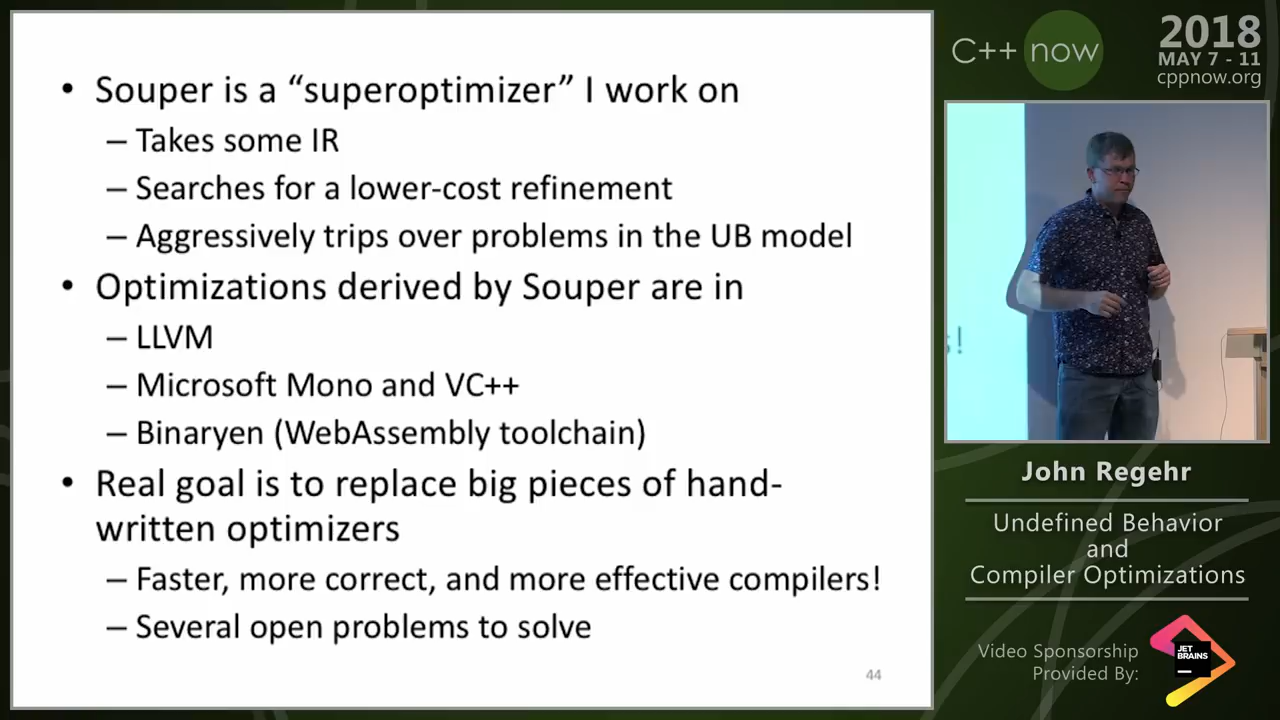 • Souper is a “superoptimizer” I work on
– Takes some IR
– Searches for a lower-cost refinement
– Aggressively trips over problems in the UB model
• Optimizations derived by Souper are in
– LLVM
– Microsoft Mono and VC++
– Binaryen (WebAssembly toolchain)
• Real goal is to replace big pieces of hand-
written optimizers
– Faster, more correct, and more effective compilers!
– Several open problems to solve
44
C++ now
2018
MAY 7 - 11
cppnow.org
s!
John Regehr
Undefined Behavior
and
Compiler Optimizations
Video Sponsorship
Provided By:
JET
BRAINS